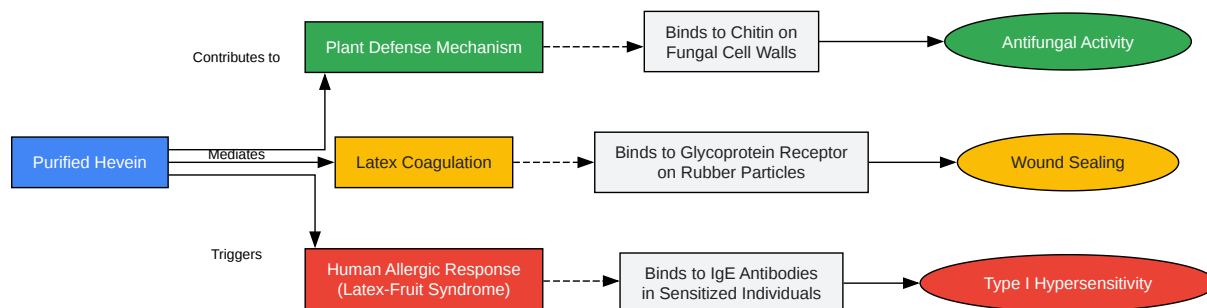 Contributes to
Plant Defense Mechanism
Binds to Chitin on
Fungal Cell Walls
Antifungal Activity
Purified Hevein
Mediates
Latex Coagulation
Binds to Glycoprotein Receptor
on Rubber Particles
Wound Sealing
Triggers
Human Allergic Response
(Latex-Fruit Syndrome)
Binds to IgE Antibodies
in Sensitized Individuals
Type I Hypersensitivity